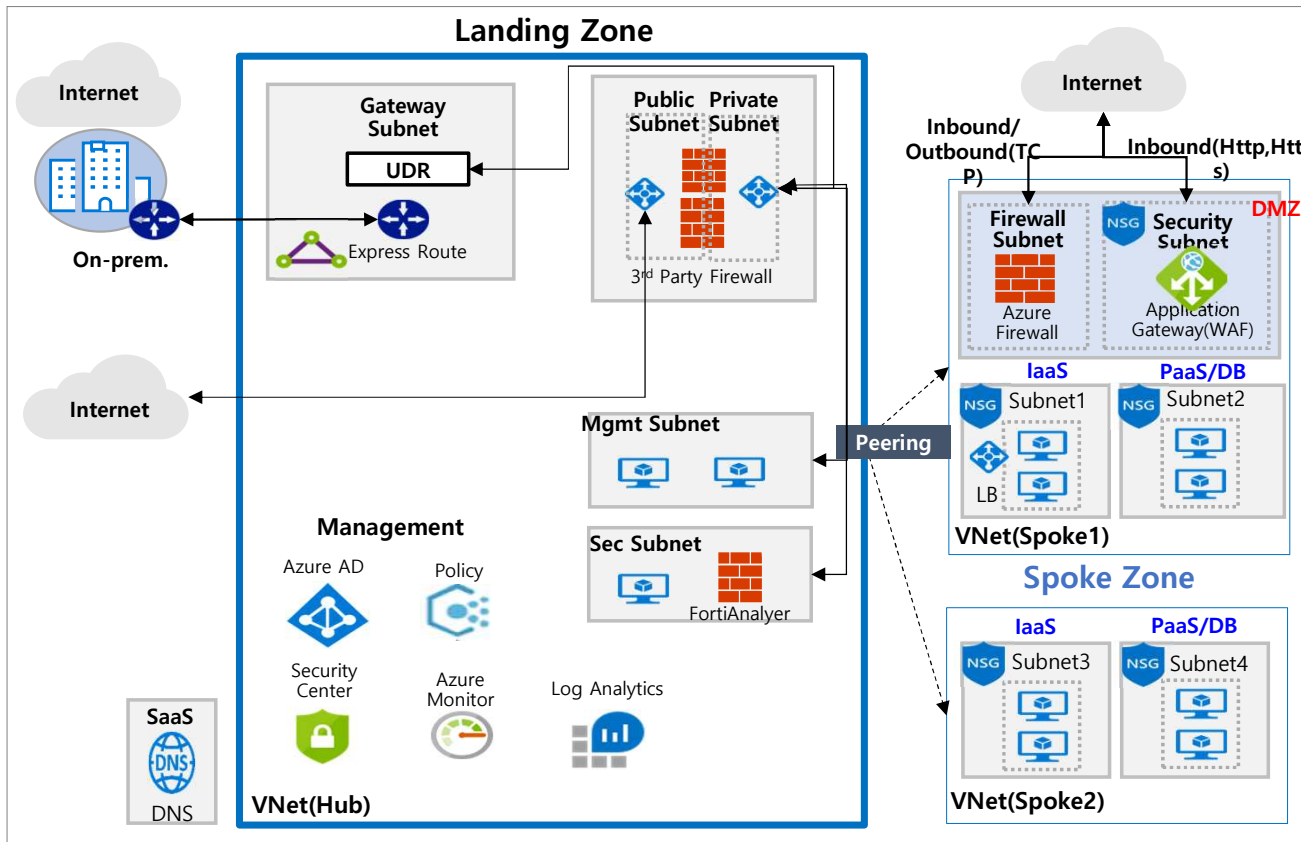 Landing Zone
Internet
On-prem.
Internet
Gateway
Subnet
UDR
Express Route
Public
Subnet
Private
Subnet
3rd Party Firewall
Mgmt Subnet
Sec Subnet
FortiAnalyer
Management
Azure AD
Policy
Security
Center
Azure
Monitor
Log Analytics
SaaS
DNS
DNS
VNet(Hub)
Peering
Internet
Inbound/
Outbound(TC
P)
Inbound(Http,Htt
s)
DMZ
Firewall
Subnet
Azure
Firewall
NSG
Security
Subnet
Application
Gateway(WAF)
IaaS
PaaS/DB
NSG
Subnet1
LB
NSG
Subnet2
VNet(Spoke1)
Spoke Zone
IaaS
PaaS/DB
NSG
Subnet3
NSG
Subnet4
VNet(Spoke2)